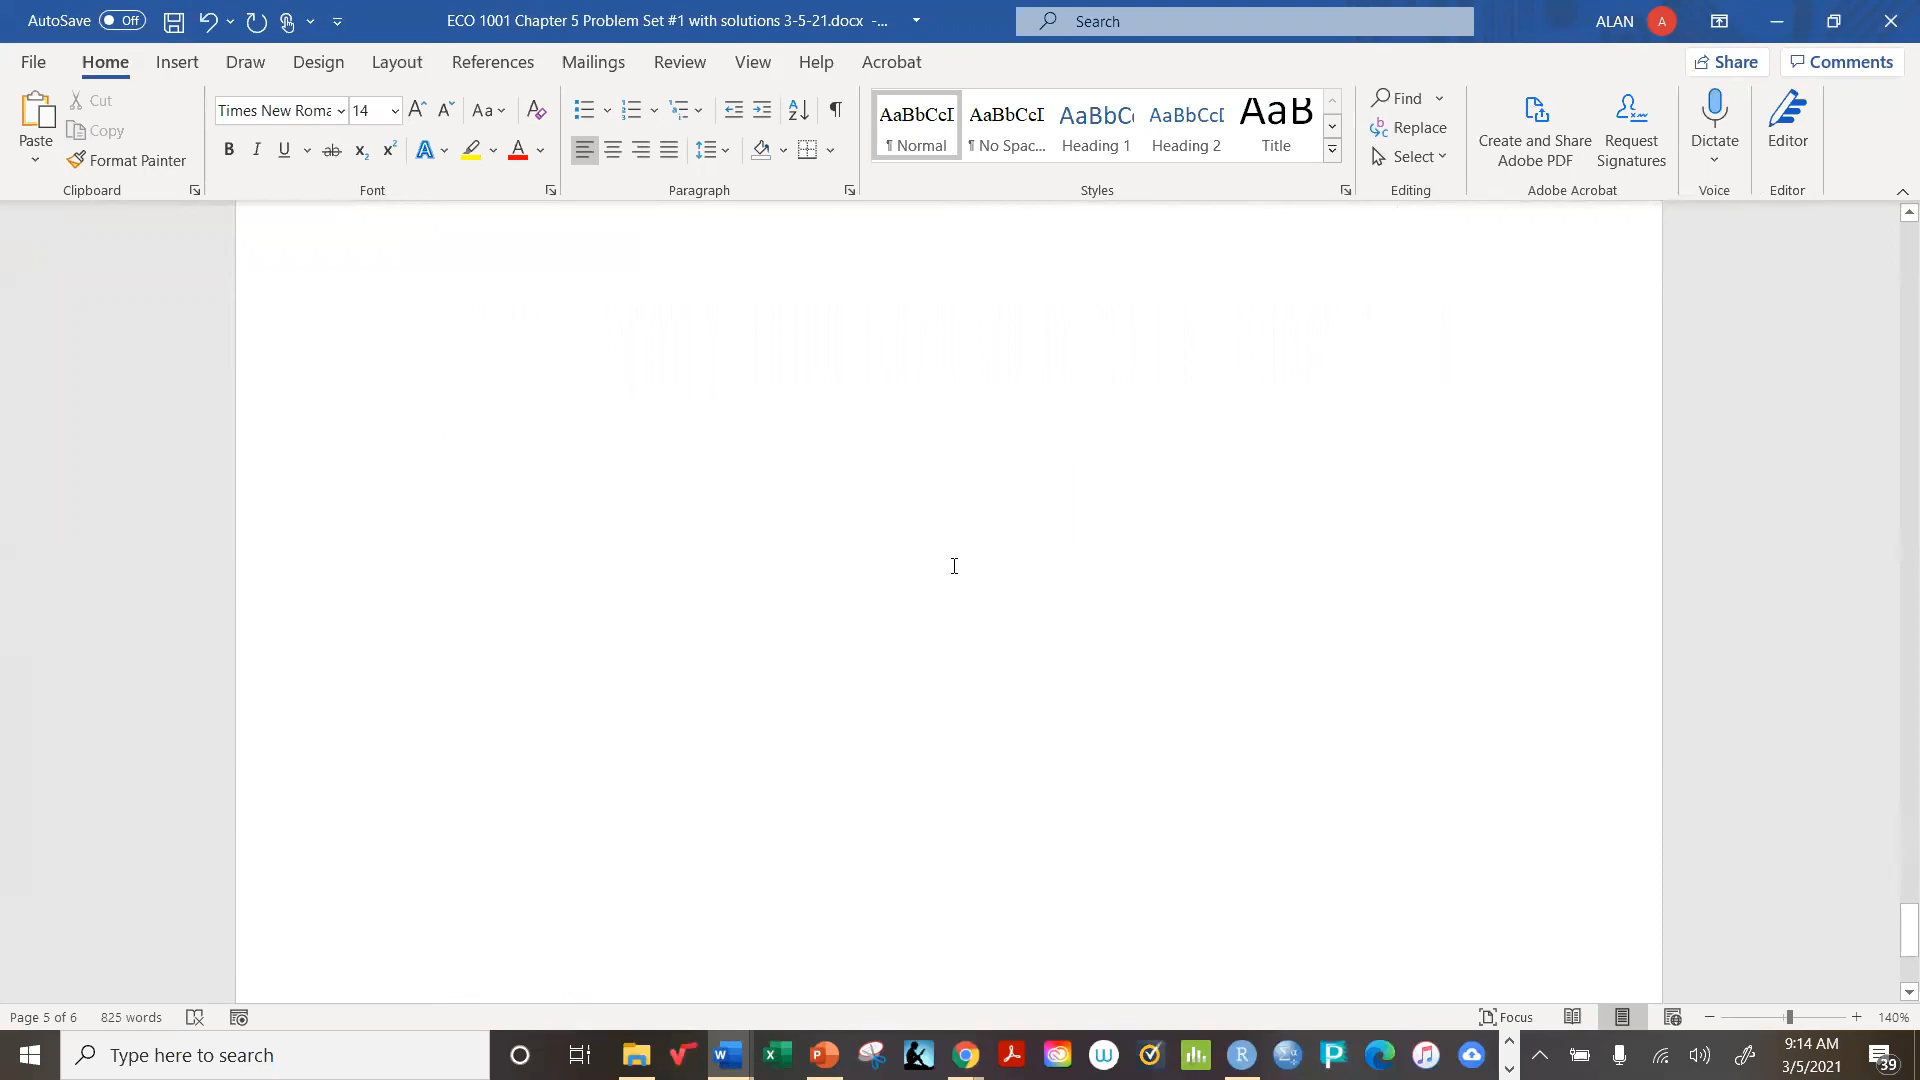 AutoSave Off ECO 1001 Chapter 5 Problem Set #1 with solutions 3-5-21.docx -... Search ALAN A
File Home Insert Draw Design Layout References Mailings Review View Help Acrobat Share Comments
Paste
Cut
Copy
Format Painter
Clipboard
Times New Roma 14 Aa
B I U ab x2 x2 A A
Font
Paragraph
AaBbCcI AaBbCcI AaBbC AaBbCcI AaB
¶ Normal ¶ No Spac... Heading 1 Heading 2 Title
Styles
Find
Replace
Select
Editing
Create and Share
Adobe PDF
Request
Signatures
Adobe Acrobat
Dictate
Voice
Editor
Editor
Page 5 of 6 825 words Focus 140%
Type here to search
9:14 AM
3/5/2021
39